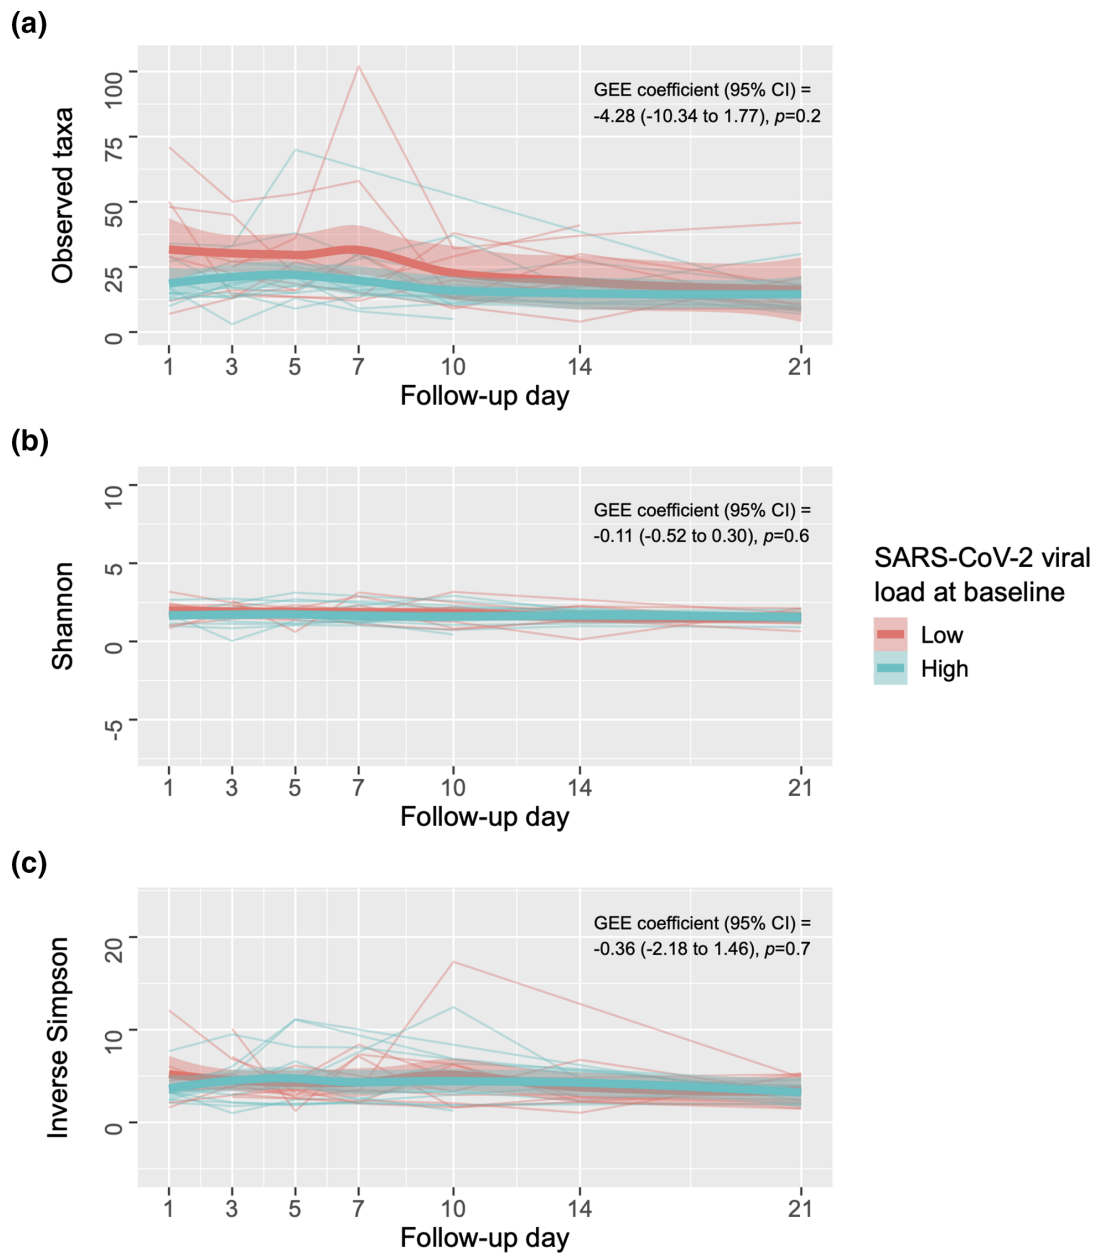 (a)
GEE coefficient (95% CI) =
-4.28 (-10.34 to 1.77), p=0.2
Observed taxa
100
75
50
25
0
1 3 5 7 10 14 21
Follow-up day
(b)
GEE coefficient (95% CI) =
-0.11 (-0.52 to 0.30), p=0.6
Shannon
10
5
0
-5
1 3 5 7 10 14 21
Follow-up day
SARS-CoV-2 viral
load at baseline
Low
High
(c)
GEE coefficient (95% CI) =
-0.36 (-2.18 to 1.46), p=0.7
Inverse Simpson
20
10
0
1 3 5 7 10 14 21
Follow-up day